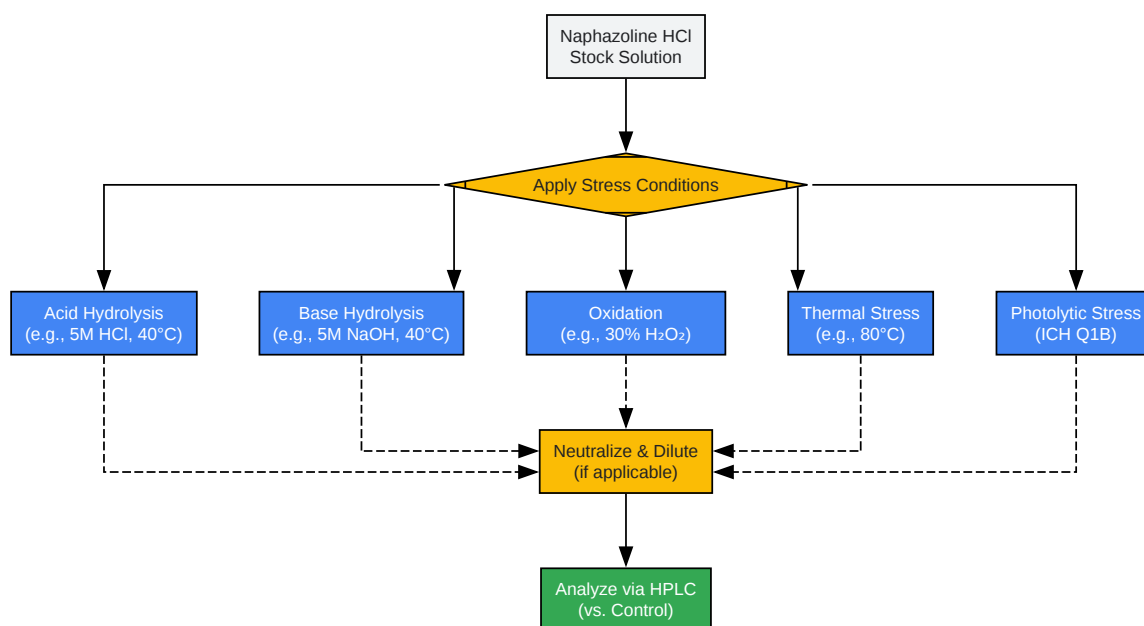 Naphazoline HCl
Stock Solution
Apply Stress Conditions
Acid Hydrolysis
(e.g., 5M HCl, 40°C)
Base Hydrolysis
(e.g., 5M NaOH, 40°C)
Oxidation
(e.g., 30% H₂O₂)
Thermal Stress
(e.g., 80°C)
Photolytic Stress
(ICH Q1B)
Neutralize & Dilute
(if applicable)
Analyze via HPLC
(vs. Control)